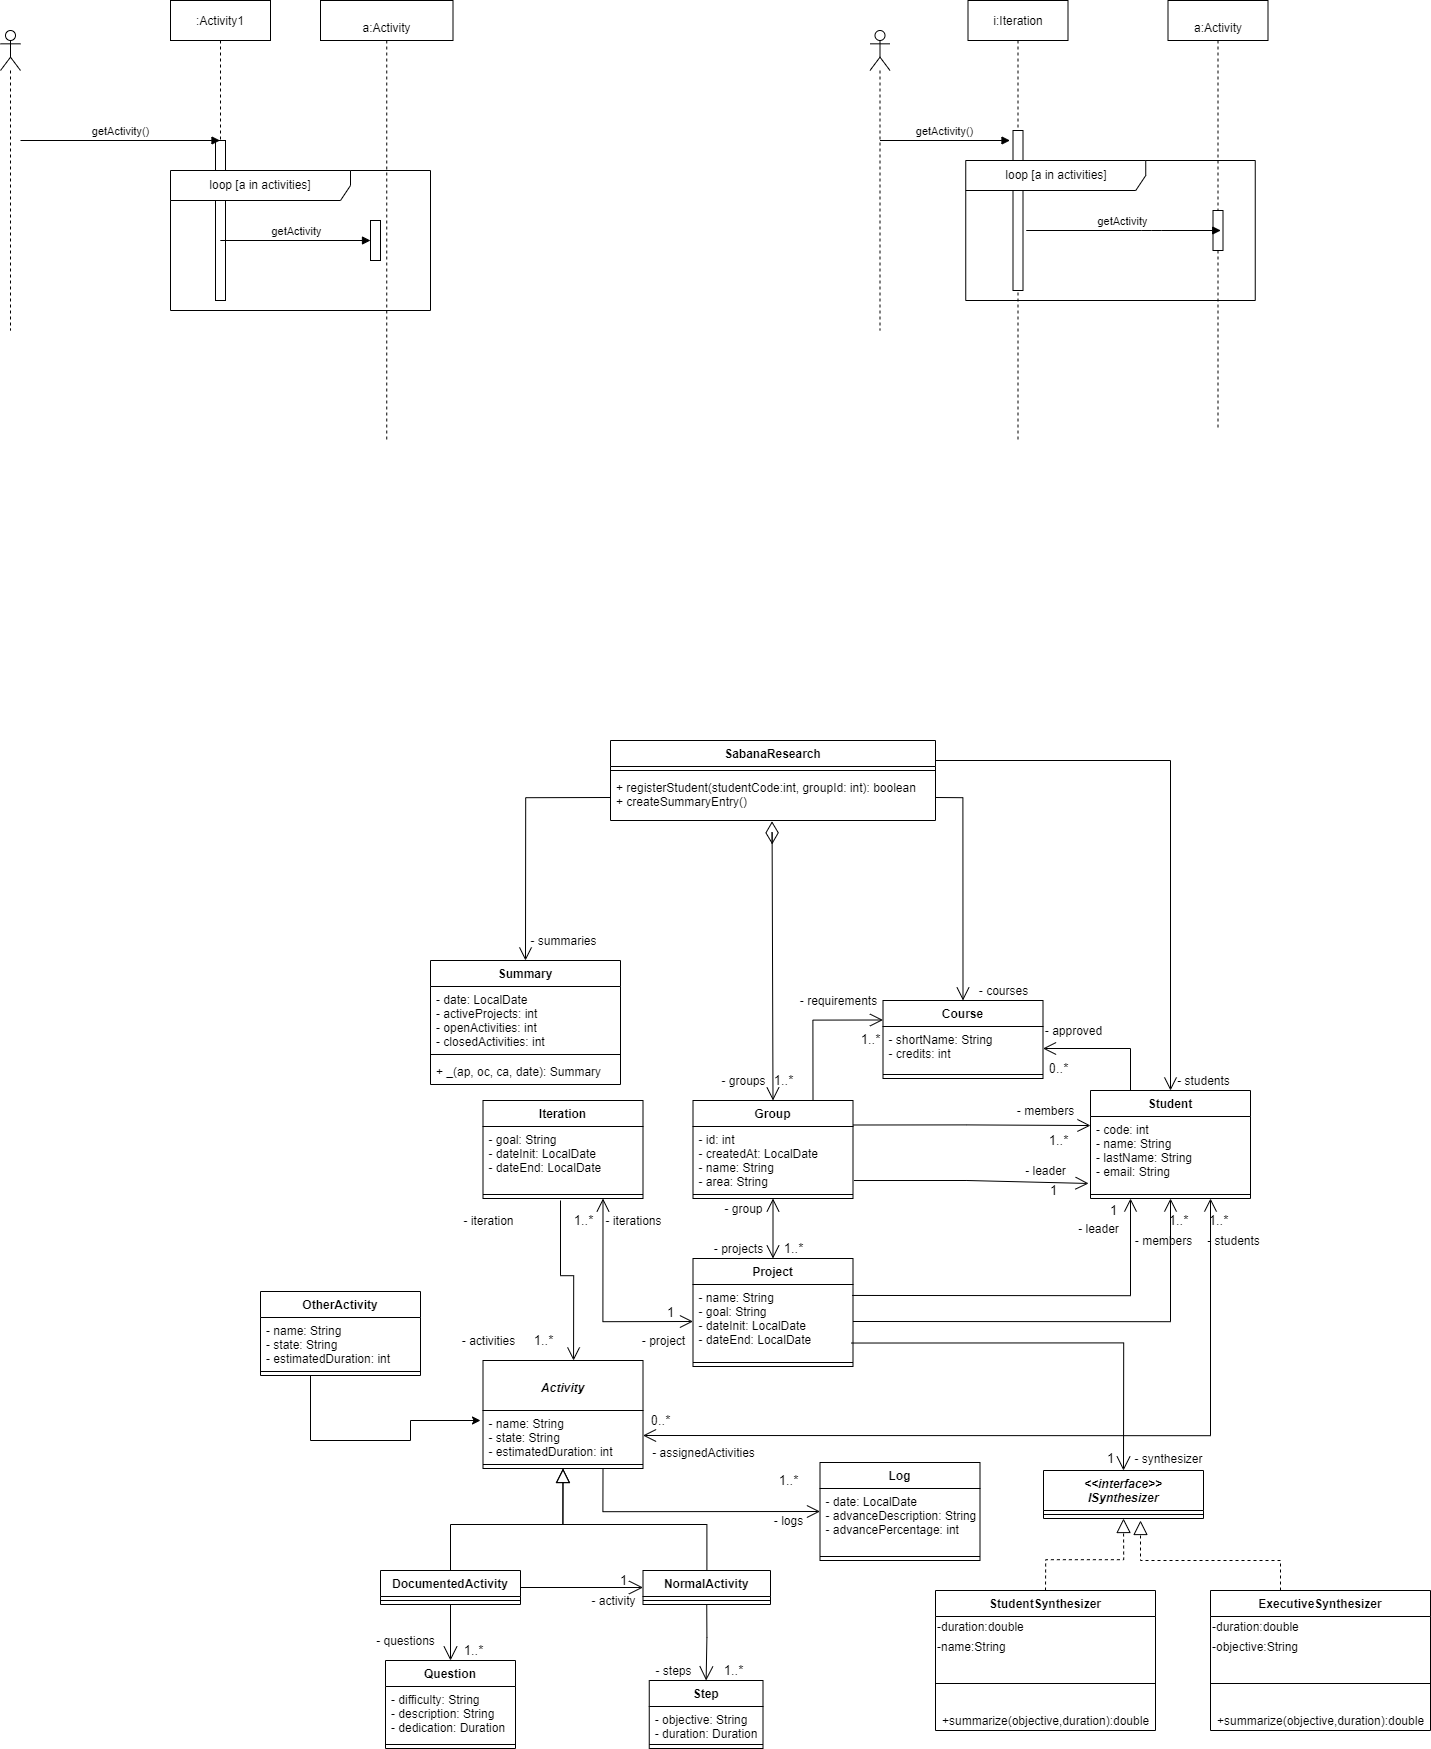 :Activity1
a:Activity
getActivity()
loop [a in activities]
getActivity
i:Iteration
a:Activity
getActivity()
loop [a in activities]
getActivity
SabanaResearch
+ registerStudent(studentCode:int, groupId: int): boolean
+ createSummaryEntry()
- summaries
Summary
- date: LocalDate
- activeProjects: int
- openActivities: int
- closedActivities: int
+ _(ap, oc, ca, date): Summary
- courses
- requirements
1..*
Course
- shortName: String
- credits: int
- approved
0..*
- groups
1..*
- students
Iteration
- goal: String
- dateInit: LocalDate
- dateEnd: LocalDate
Group
- id: int
- createdAt: LocalDate
- name: String
- area: String
- members
1..*
- leader
1
Student
- code: int
- name: String
- lastName: String
- email: String
- iteration
1..*
- iterations
- group
- projects
1..*
1
- leader
1..*
- members
1..*
- students
Project
- name: String
- goal: String
- dateInit: LocalDate
- dateEnd: LocalDate
1
- project
OtherActivity
- name: String
- state: String
- estimatedDuration: int
- activities
1..*
Activity
- name: String
- state: String
- estimatedDuration: int
0..*
- assignedActivities
1..*
- logs
Log
- date: LocalDate
- advanceDescription: String
- advancePercentage: int
1
- synthesizer
<<interface>>
ISynthesizer
DocumentedActivity
1
- activity
NormalActivity
StudentSynthesizer
-duration:double
-name:String
+summarize(objective,duration):double
ExecutiveSynthesizer
-duration:double
-objective:String
+summarize(objective,duration):double
- questions
1..*
Question
- difficulty: String
- description: String
- dedication: Duration
- steps
1..*
Step
- objective: String
- duration: Duration